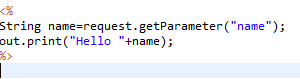 <%
String name=request.getParameter("name");
out.print("Hello "+name);
%>